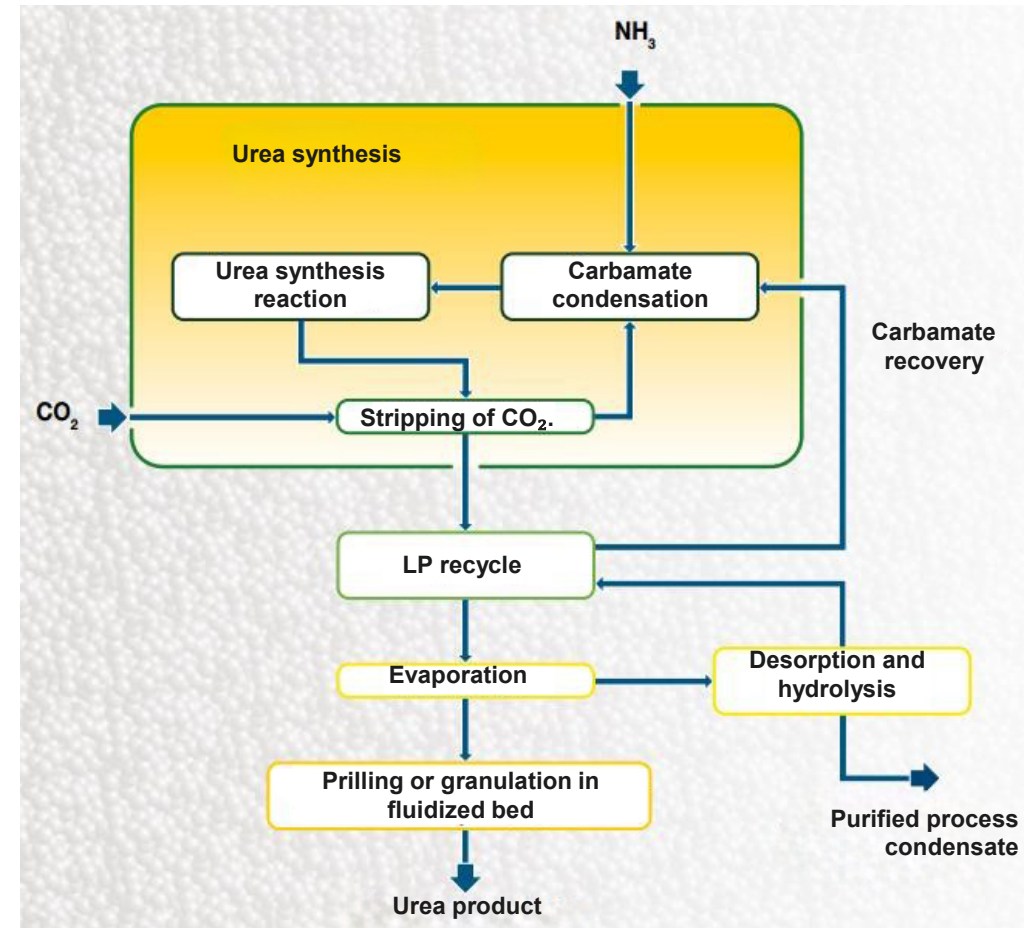 NH₃
Urea synthesis
Urea synthesis
reaction
Carbamate
condensation
Carbamate
recovery
CO₂
Stripping of CO₂.
LP recycle
Evaporation
Desorption and
hydrolysis
Prilling or granulation in
fluidized bed
Purified process
condensate
Urea product